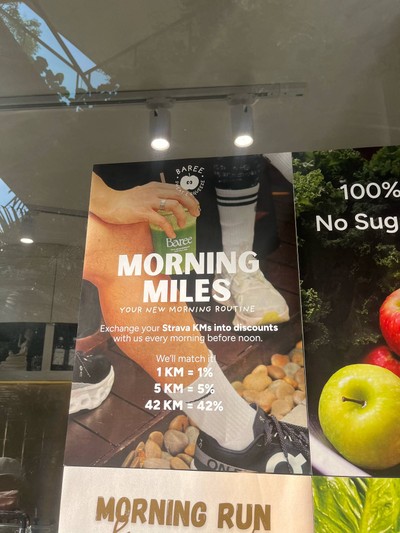 BAREE
Baree
MORNING
MILES
YOUR NEW MORNING ROUTINE
Exchange your Strava KMs into discounts
with us every morning before noon.
We'll match it!
1 KM = 1%
5 KM = 5%
42 KM = 42%
100%
No Sug
MORNING RUN